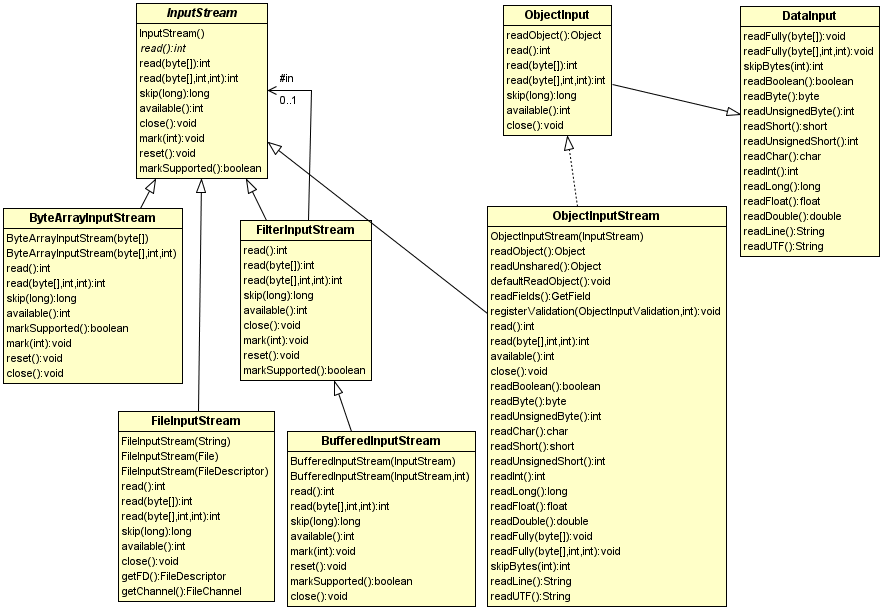 InputStream
InputStream()
read():int
read(byte[]):int
read(byte[],int,int):int
skip(long):long
available():int
close():void
mark(int):void
reset():void
markSupported():boolean
#in
0..1
ObjectInput
readObject():Object
read():int
read(byte[]):int
read(byte[],int,int):int
skip(long):long
available():int
close():void
DataInput
readFully(byte[]):void
readFully(byte[],int,int):void
skipBytes(int):int
readBoolean():boolean
readByte():byte
readUnsignedByte():int
readShort():short
readUnsignedShort():int
readChar():char
readInt():int
readLong():long
readFloat():float
readDouble():double
readLine():String
readUTF():String
ByteArrayInputStream
ByteArrayInputStream(byte[])
ByteArrayInputStream(byte[],int,int)
read():int
read(byte[],int,int):int
skip(long):long
available():int
markSupported():boolean
mark(int):void
reset():void
close():void
FilterInputStream
read():int
read(byte[]):int
read(byte[],int,int):int
skip(long):long
available():int
close():void
mark(int):void
reset():void
markSupported():boolean
ObjectInputStream
ObjectInputStream(InputStream)
readObject():Object
readUnshared():Object
defaultReadObject():void
readFields():GetField
registerValidation(ObjectInputValidation,int):void
read():int
read(byte[],int,int):int
available():int
close():void
readBoolean():boolean
readByte():byte
readUnsignedByte():int
readChar():char
readShort():short
readUnsignedShort():int
readInt():int
readLong():long
readFloat():float
readDouble():double
readFully(byte[]):void
readFully(byte[],int,int):void
skipBytes(int):int
readLine():String
readUTF():String
FileInputStream
FileInputStream(String)
FileInputStream(File)
FileInputStream(FileDescriptor)
read():int
read(byte[]):int
read(byte[],int,int):int
skip(long):long
available():int
close():void
getFD():FileDescriptor
getChannel():FileChannel
BufferedInputStream
BufferedInputStream(InputStream)
BufferedInputStream(InputStream,int)
read():int
read(byte[],int,int):int
skip(long):long
available():int
mark(int):void
reset():void
markSupported():boolean
close():void